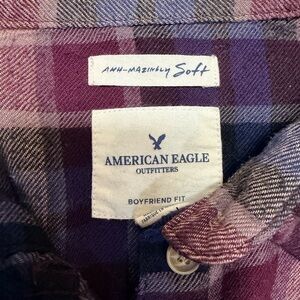 AHH-MAZINGLY Soft
AMERICAN EAGLE
OUTFITTERS
BOYFRIEND FIT